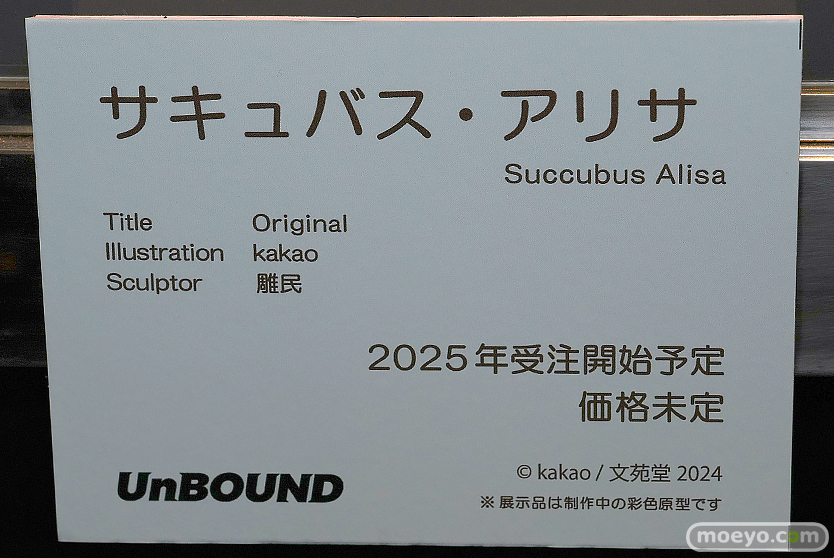 サキュバス・アリサ
Succubus Alisa
Title Original
Illustration kakao
Sculptor 雕民
2025年受注開始予定
価格未定
UnBOUND
© kakao / 文苑堂 2024
※ 展示品は制作中の彩色原型です
moeyo.com